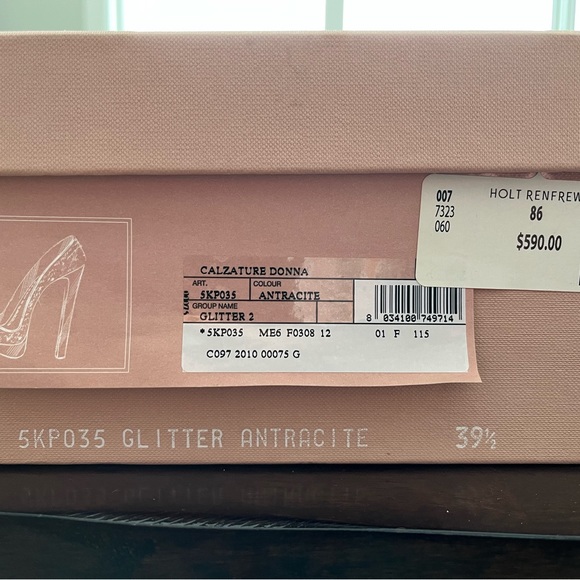 007
7323
060
HOLT RENFREW
86
$590.00
CALZATURE DONNA
ART. COLOUR
5KP035 ANTRACITE
GROUP NAME
GLITTER 2
8 034100 749714
*5KP035 ME6 F0308 12 01 F 115
C097 2010 00075 G
5KP035 GLITTER ANTRACITE 39½